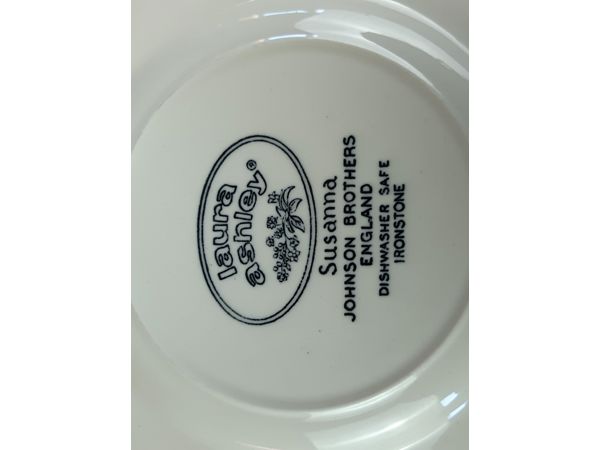 laura
ashley®
Susanna
JOHNSON BROTHERS
ENGLAND
DISHWASHER SAFE
IRONSTONE